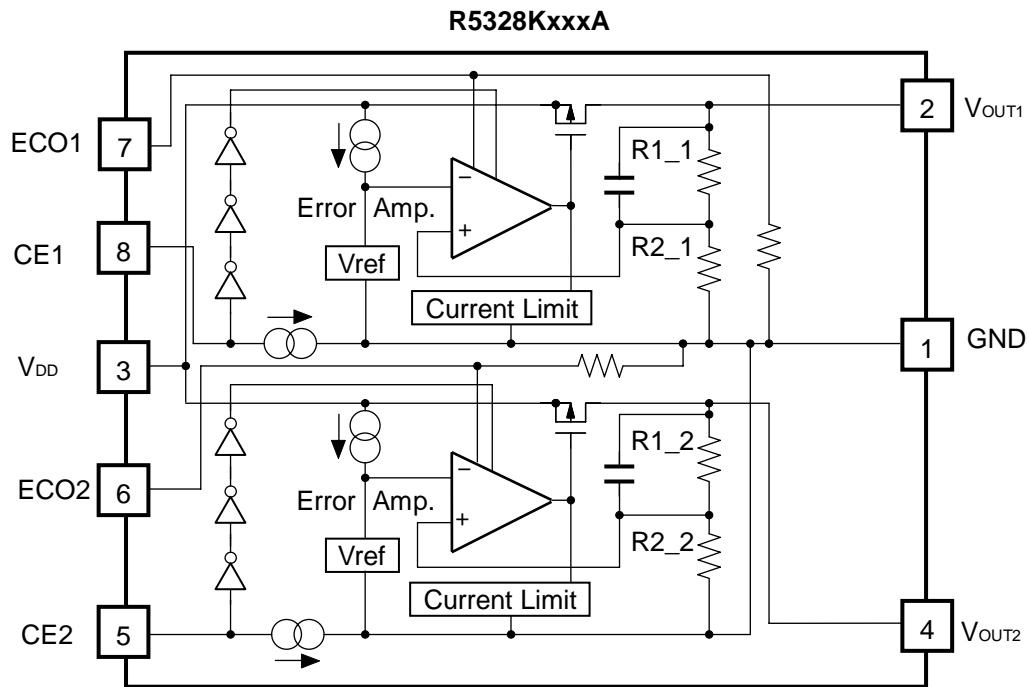 R5328KxxxA
ECO1
7
2
VOUT1
R1_1
−
Error Amp.
+
CE1
8
Vref
R2_1
Current Limit
VDD
3
1
GND
R1_2
−
ECO2
6
Error Amp.
+
Vref
R2_2
Current Limit
CE2
5
4
VOUT2